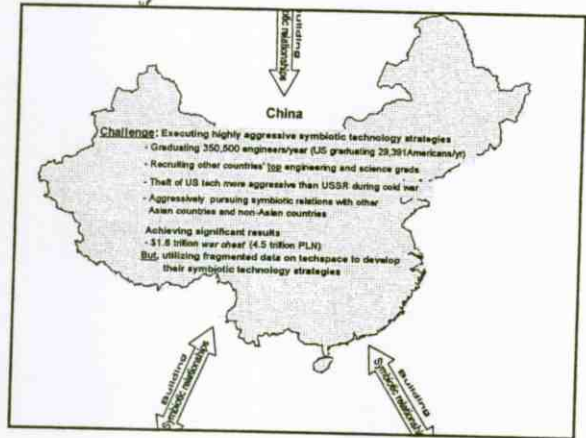 Building
otic relationships
China
Challenge: Executing highly aggressive symbiotic technology strategies
- Graduating 350,500 engineers/year (US graduating 29,391Americans/yr)
- Recruiting other countries' top engineering and science grads
- Theft of US tech more aggressive than USSR during cold war
- Aggressively pursuing symbiotic relations with other
Asian countries and non-Asian countries
Achieving significant results
- $1.6 trillion war chest (4.5 trillion PLN)
But, utilizing fragmented data on techspace to develop
their symbiotic technology strategies
Building
Symbiotic relationships
Building
Symbiotic relationships